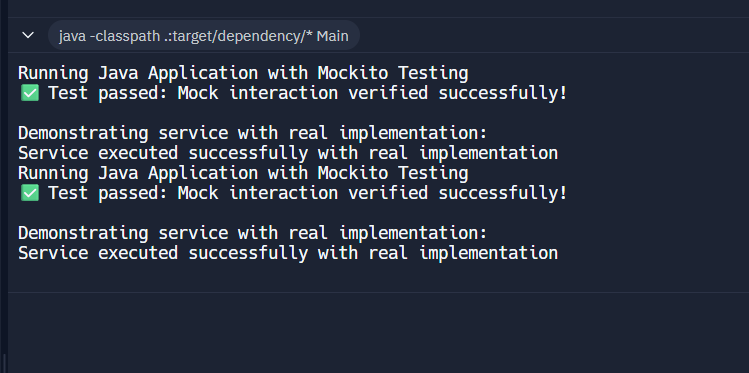 java -classpath .:target/dependency/* Main
Running Java Application with Mockito Testing
✅ Test passed: Mock interaction verified successfully!
Demonstrating service with real implementation:
Service executed successfully with real implementation
Running Java Application with Mockito Testing
✅ Test passed: Mock interaction verified successfully!
Demonstrating service with real implementation:
Service executed successfully with real implementation